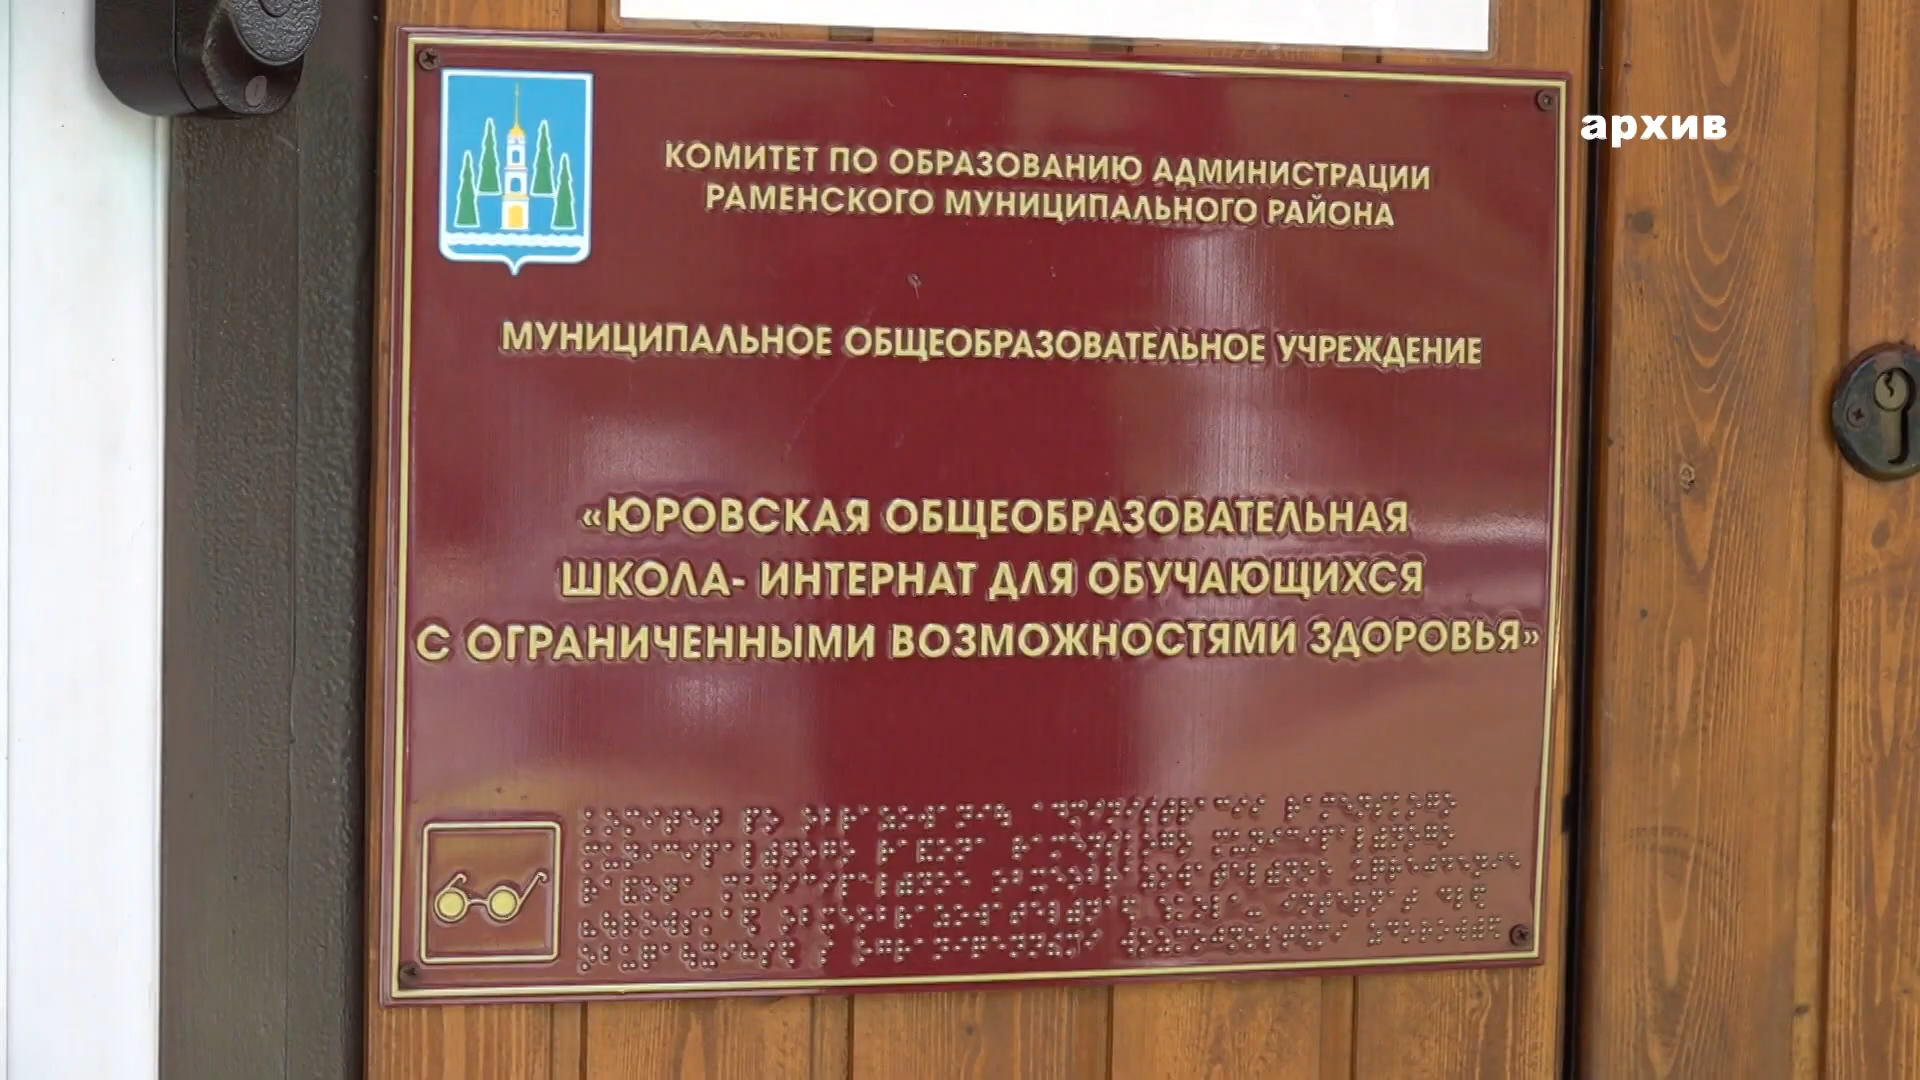 архив
КОМИТЕТ ПО ОБРАЗОВАНИЮ АДМИНИСТРАЦИИ
РАМЕНСКОГО МУНИЦИПАЛЬНОГО РАЙОНА
МУНИЦИПАЛЬНОЕ ОБЩЕОБРАЗОВАТЕЛЬНОЕ УЧРЕЖДЕНИЕ
«ЮРОВСКАЯ ОБЩЕОБРАЗОВАТЕЛЬНАЯ
ШКОЛА- ИНТЕРНАТ ДЛЯ ОБУЧАЮЩИХСЯ
С ОГРАНИЧЕННЫМИ ВОЗМОЖНОСТЯМИ ЗДОРОВЬЯ»